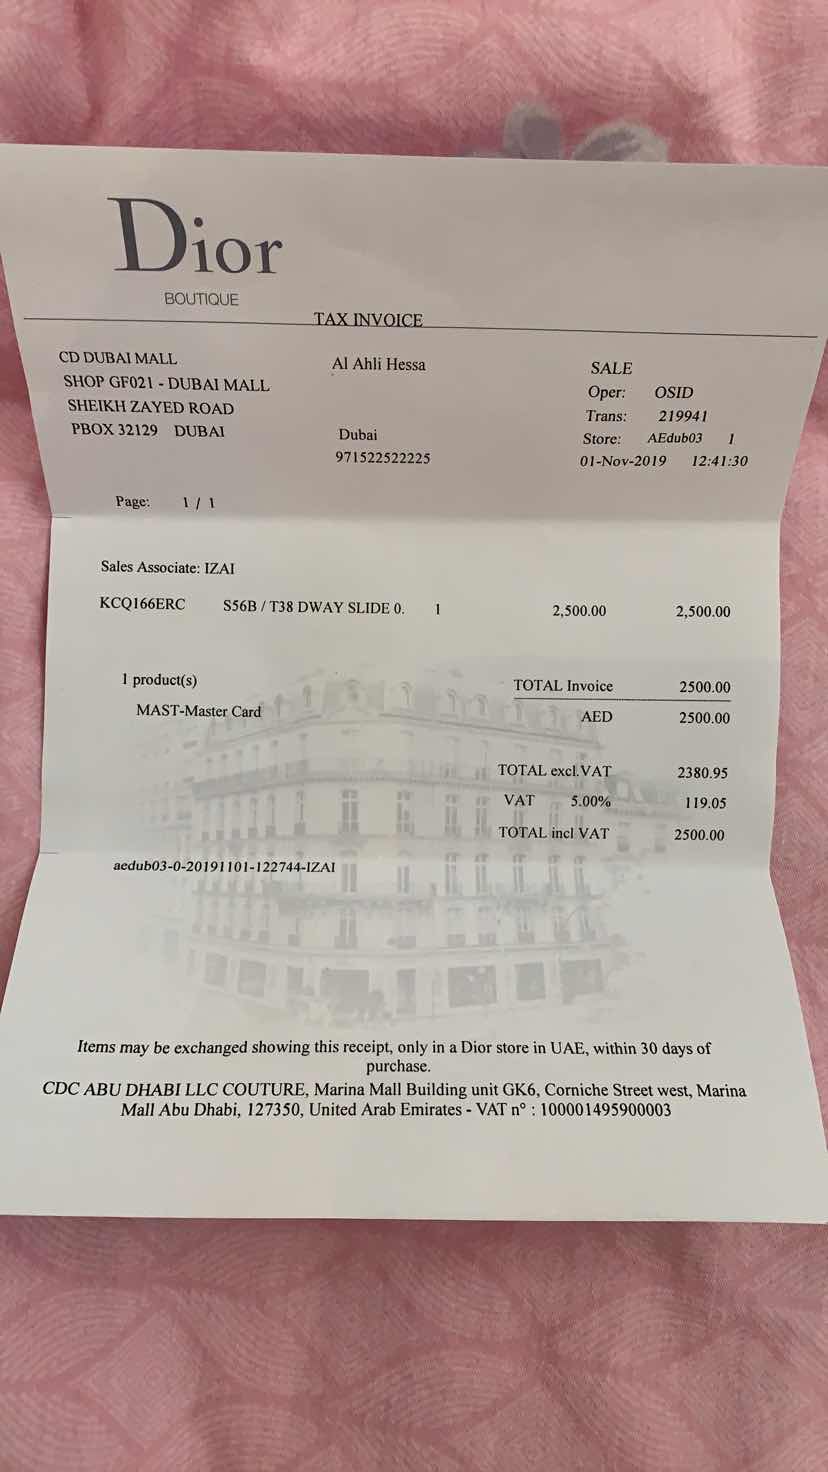 Dior
BOUTIQUE
TAX INVOICE
CD DUBAI MALL
SHOP GF021 - DUBAI MALL
SHEIKH ZAYED ROAD
PBOX 32129 DUBAI
Al Ahli Hessa
Dubai
971522522225
SALE
Oper: OSID
Trans: 219941
Store: AEdub03 1
01-Nov-2019 12:41:30
Page: 1 / 1
Sales Associate: IZAI
KCQ166ERC S56B / T38 DWAY SLIDE 0. 1 2,500.00 2,500.00
1 product(s)
MAST-Master Card
TOTAL Invoice 2500.00
AED 2500.00
TOTAL excl.VAT 2380.95
VAT 5.00% 119.05
TOTAL incl VAT 2500.00
aedub03-0-20191101-122744-IZAI
Items may be exchanged showing this receipt, only in a Dior store in UAE, within 30 days of
purchase.
CDC ABU DHABI LLC COUTURE, Marina Mall Building unit GK6, Corniche Street west, Marina
Mall Abu Dhabi, 127350, United Arab Emirates - VAT n° : 100001495900003